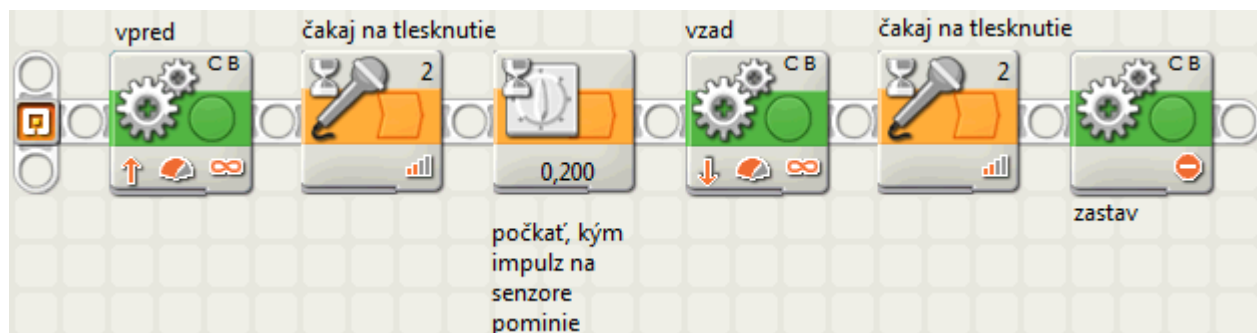 vpred
čakaj na tlesknutie
vzad
čakaj na tlesknutie
C B
2
C B
2
C B
0,200
zastav
počkať, kým
impulz na
senzore
pominie